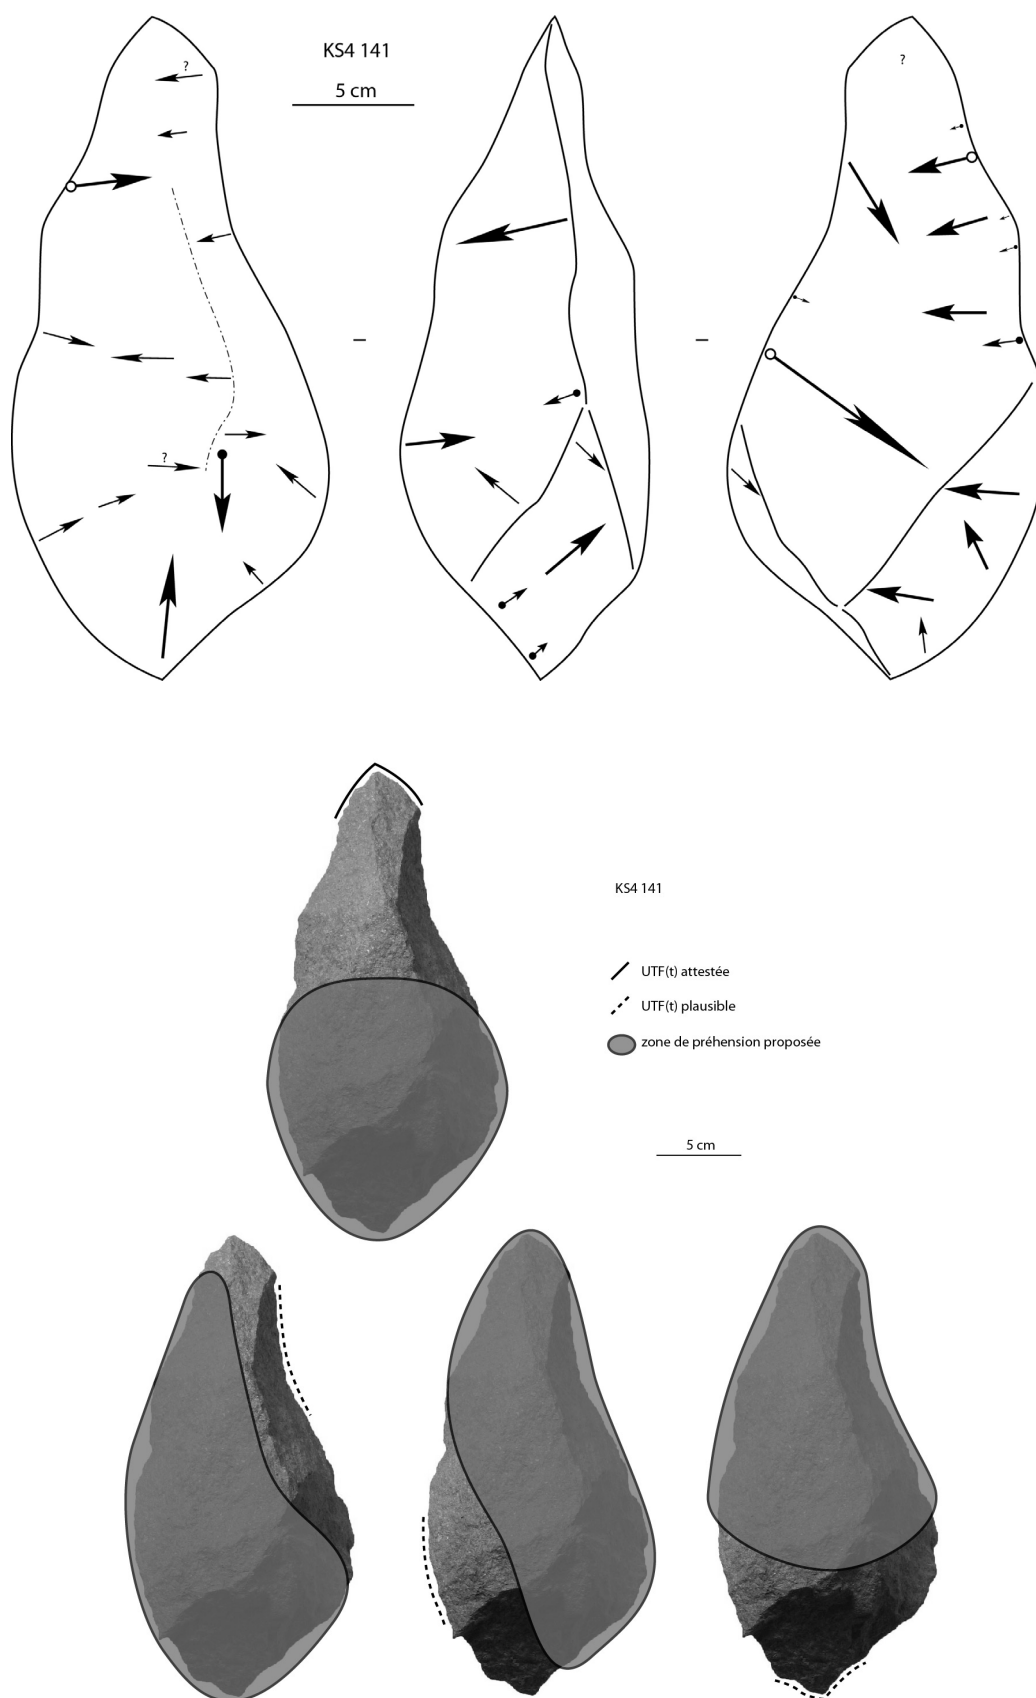 KS4 141
5 cm
?
?
?
KS4 141
UTF(t) attestée
UTF(t) plausible
zone de préhension proposée
5 cm